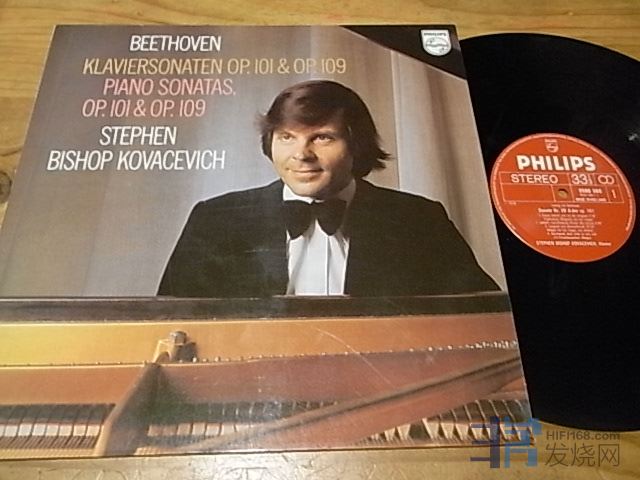 BEETHOVEN
KLAVIERSONATEN OP. 101 & OP. 109
PIANO SONATAS,
OP. 101 & OP. 109
STEPHEN
BISHOP KOVACEVICH
PHILIPS
PHILIPS
STEREO 33
1
STEPHEN BISHOP KOVACEVICH,
HIFI168.com
发烧网